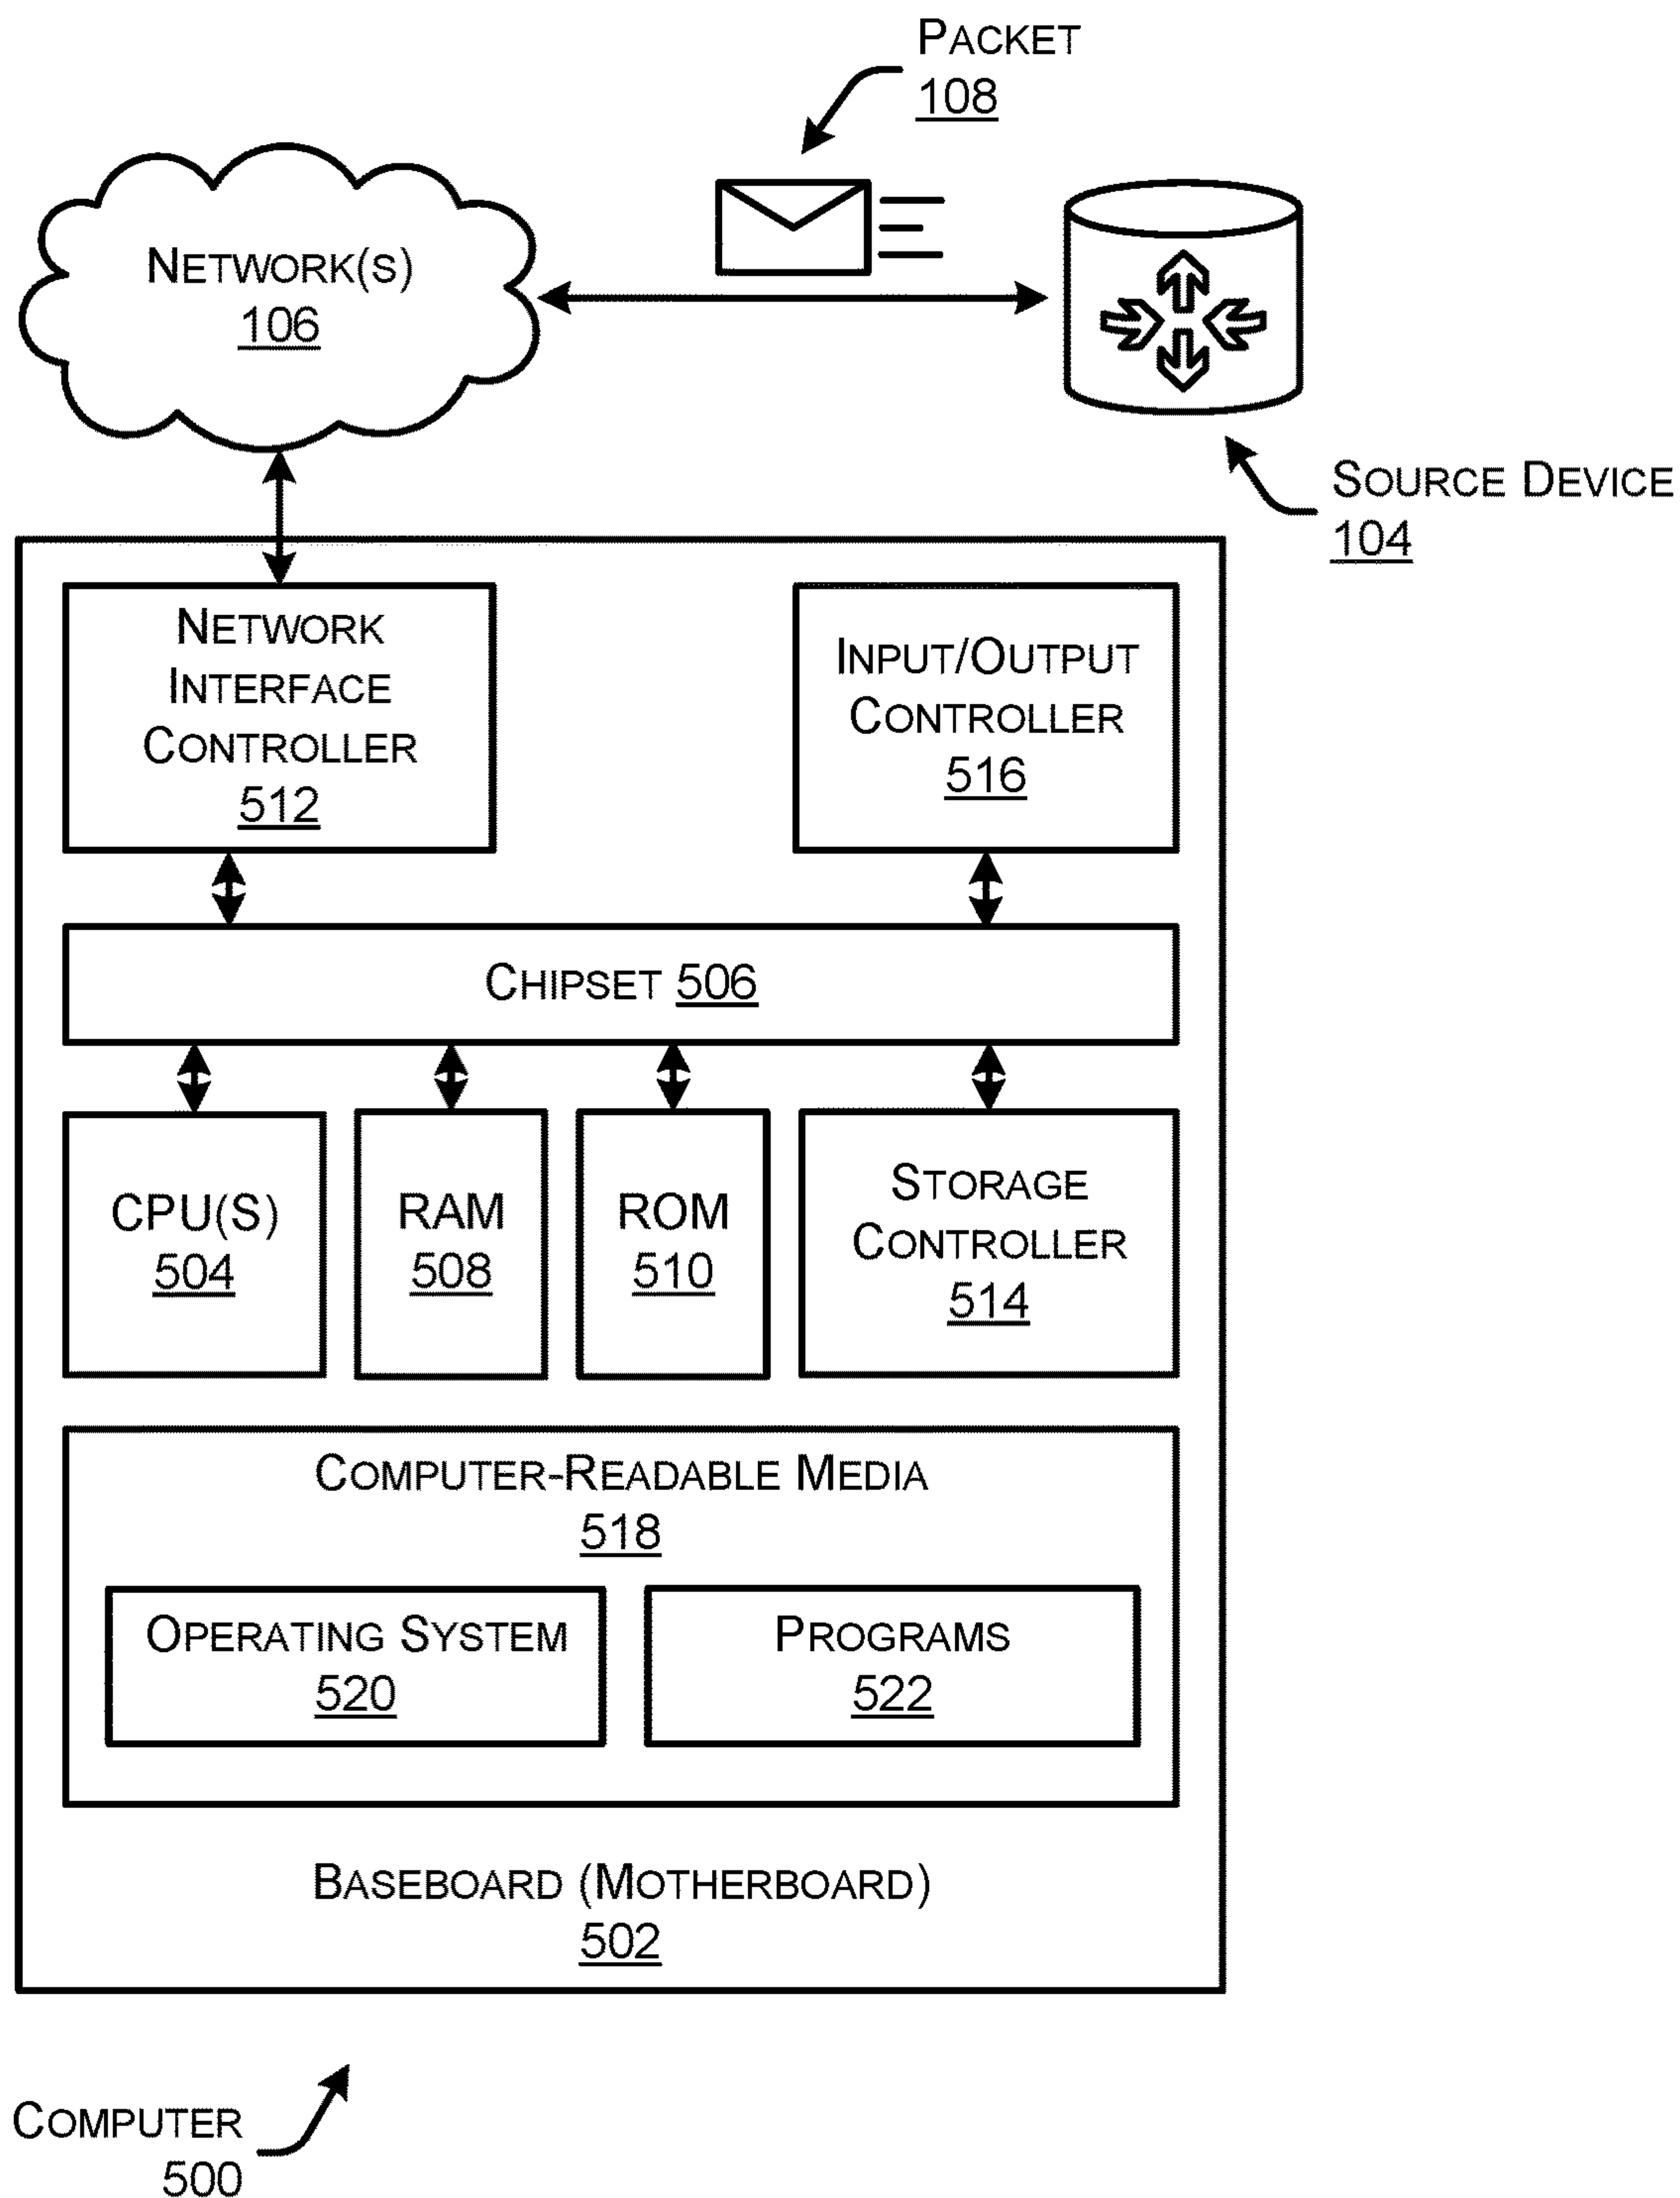 PACKET
108
NETWORK(S)
106
SOURCE DEVICE
104
NETWORK
INTERFACE
CONTROLLER
512
INPUT/OUTPUT
CONTROLLER
516
CHIPSET 506
CPU(S)
504
RAM
508
ROM
510
STORAGE
CONTROLLER
514
COMPUTER-READABLE MEDIA
518
OPERATING SYSTEM
520
PROGRAMS
522
BASEBOARD (MOTHERBOARD)
502
COMPUTER
500